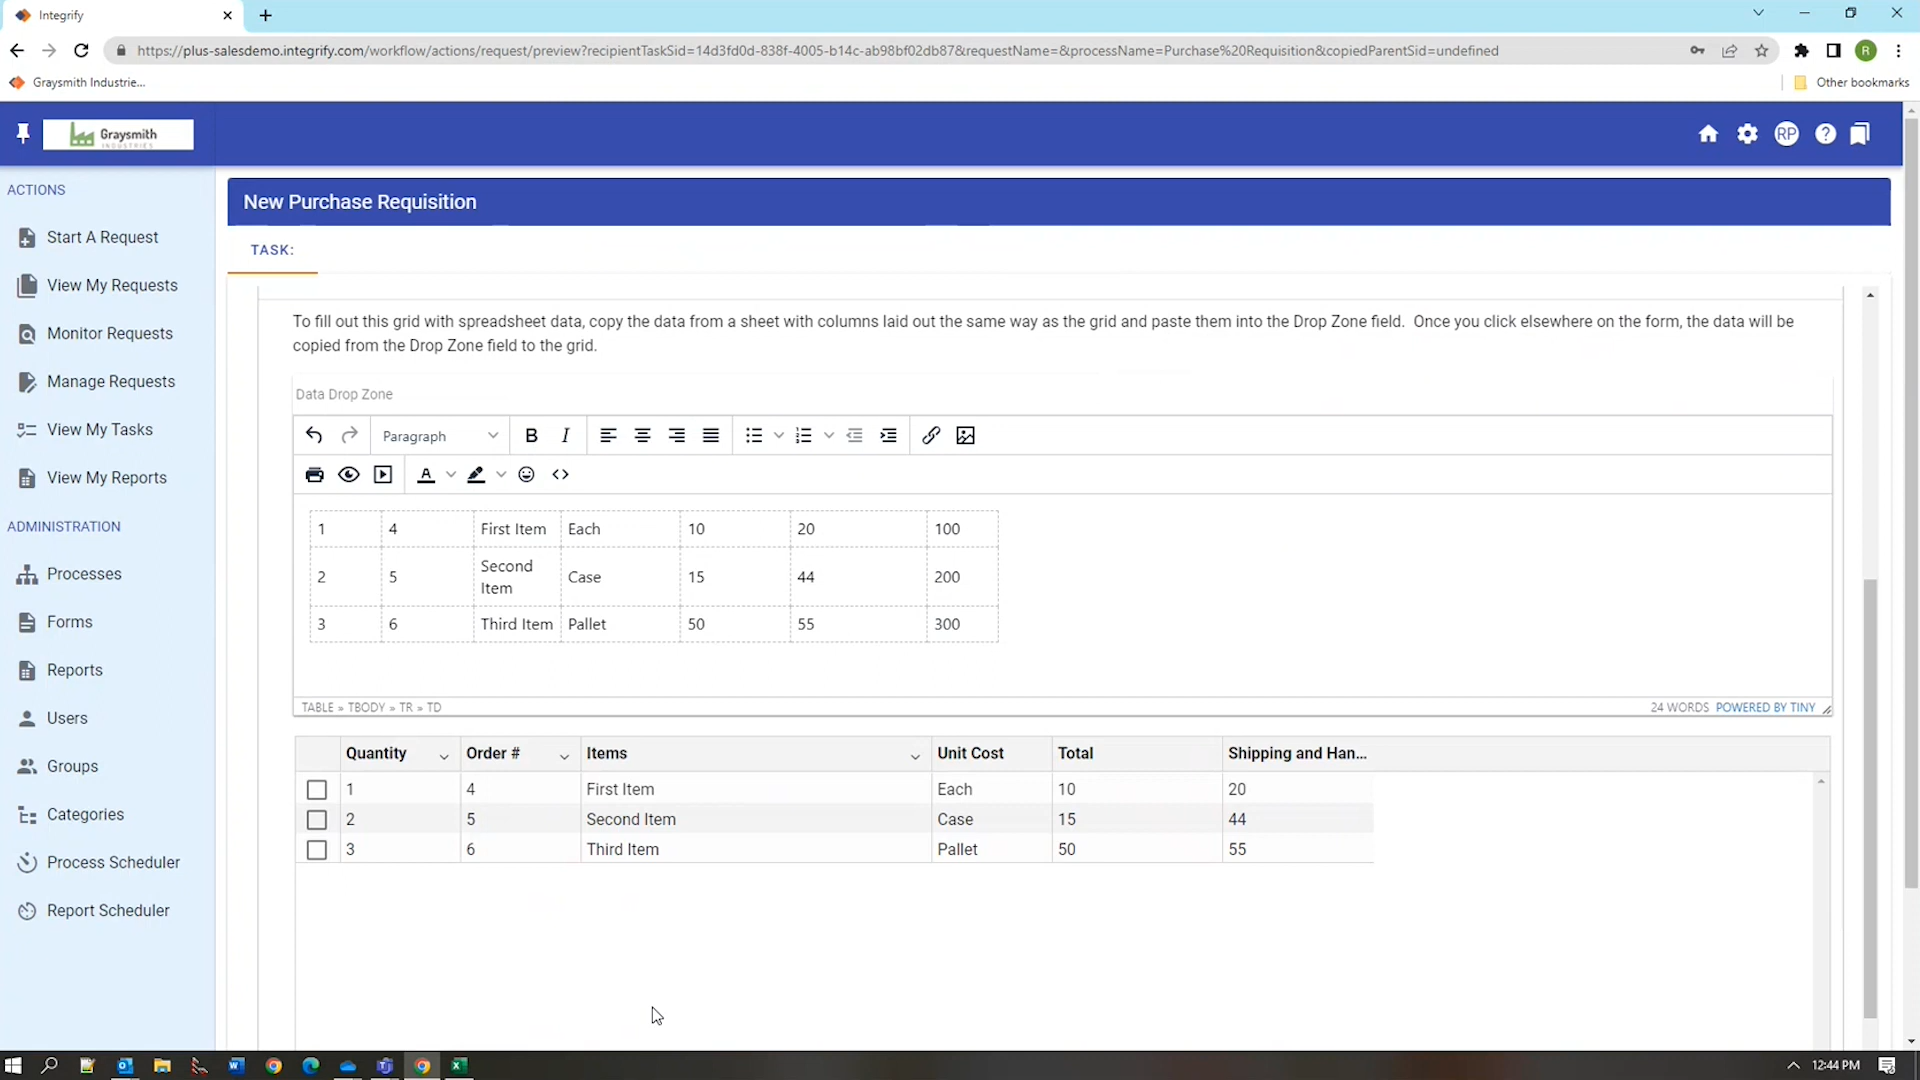 Integrify
https://plus-salesdemo.integrify.com/workflow/actions/request/preview?recipientTaskSid=14d3fd0d-838f-4005-b14c-ab98bf02db87&requestName=&processName=Purchase%20Requisition&copiedParentSid=undefined
R
Graysmith Industrie...
Other bookmarks
Graysmith
INDUSTRIES
RP
ACTIONS
Start A Request
View My Requests
Monitor Requests
Manage Requests
View My Tasks
View My Reports
ADMINISTRATION
Processes
Forms
Reports
Users
Groups
Categories
Process Scheduler
Report Scheduler
New Purchase Requisition
TASK:
To fill out this grid with spreadsheet data, copy the data from a sheet with columns laid out the same way as the grid and paste them into the Drop Zone field.  Once you click elsewhere on the form, the data will be
copied from the Drop Zone field to the grid.
Data Drop Zone
Paragraph B I
A
1 4 First Item Each 10 20 100
2 5 Second Item Case 15 44 200
3 6 Third Item Pallet 50 55 300
TABLE » TBODY » TR » TD 24 WORDS POWERED BY TINY
Quantity Order # Items Unit Cost Total Shipping and Han...
1 4 First Item Each 10 20
2 5 Second Item Case 15 44
3 6 Third Item Pallet 50 55
12:44 PM